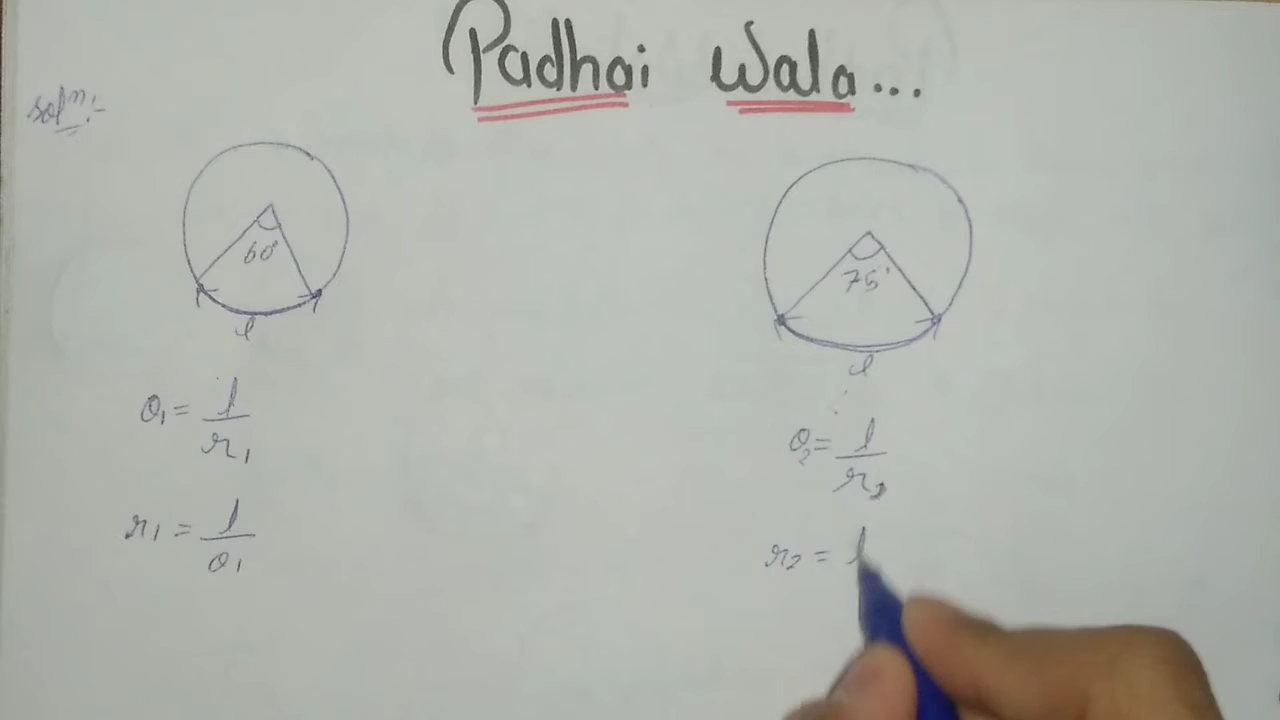 Padhai Wala...
solⁿ:-
60°
l
θ₁ = l/r₁
r₁ = l/θ₁
75°
l
θ₂ = l/r₂
r₂ = l